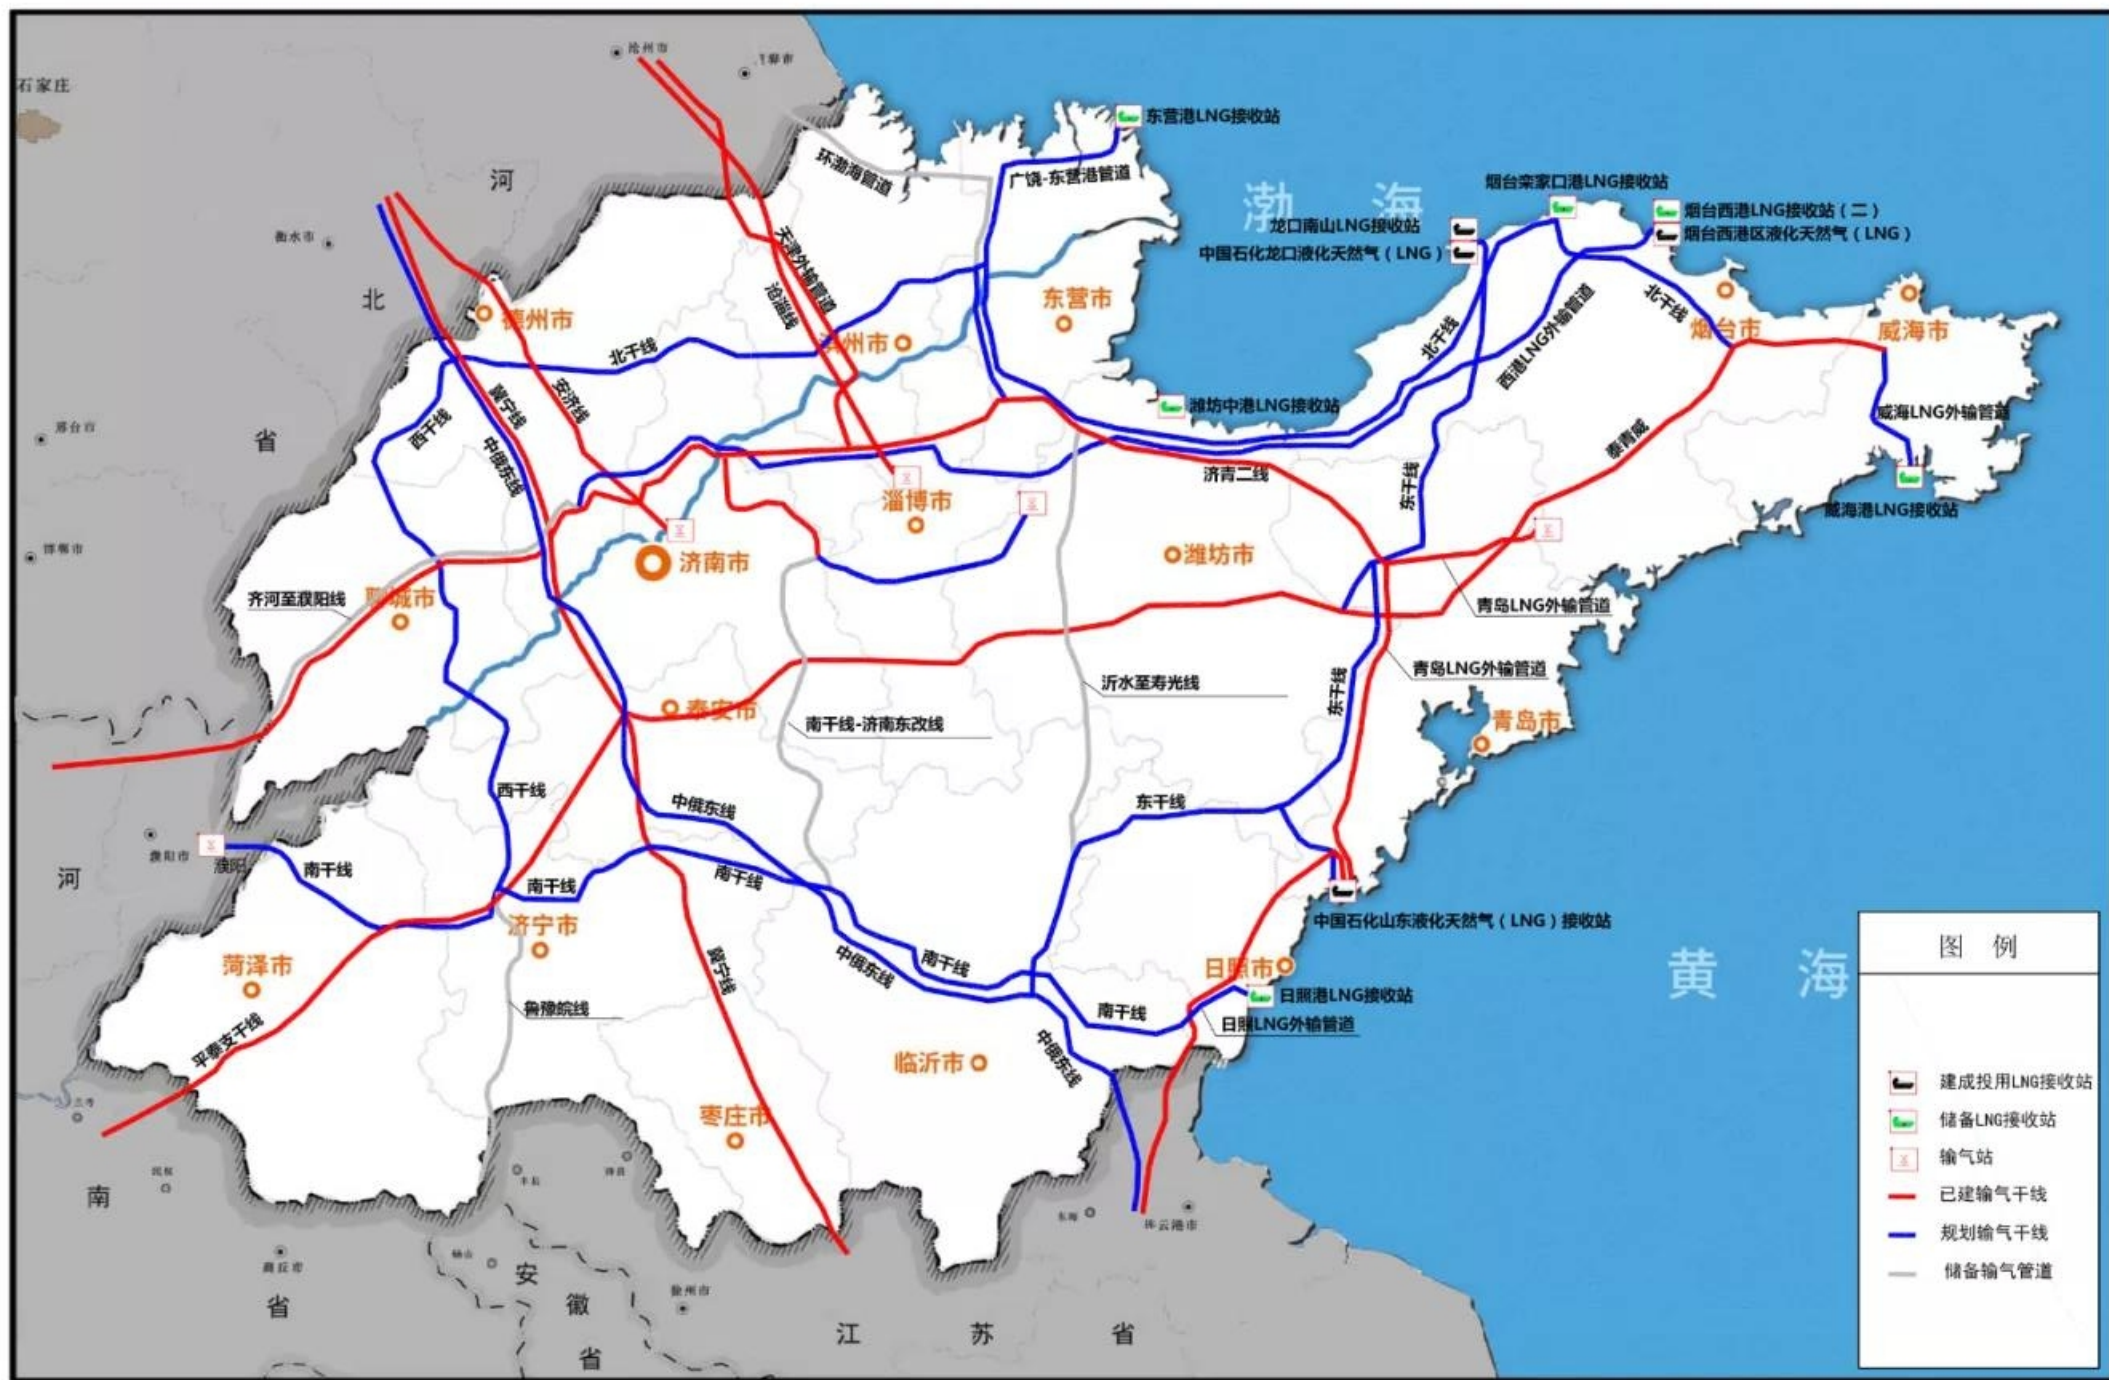 沧州市
石家庄
东营港LNG接收站
河
环渤海管道
广饶-东营港管道
渤 海
烟台栾家口港LNG接收站
龙口南山LNG接收站
烟台西港LNG接收站（二）
中国石化龙口液化天然气（LNG）
烟台西港区液化天然气（LNG）
衡水市
天津外输管道
北
沧淄线
东营市
德州市
北干线
烟台市
威海市
滨州市
北干线
北干线
西港LNG外输管道
安济线
冀宁线
西干线
潍坊中港LNG接收站
威海LNG外输管道
邢台市
省
中俄东线
泰青威
济青二线
东干线
淄博市
威海港LNG接收站
邯郸市
济南市
潍坊市
齐河至濮阳线
聊城市
青岛LNG外输管道
青岛LNG外输管道
沂水至寿光线
东干线
泰安市
南干线-济南东改线
青岛市
西干线
中俄东线
东干线
濮阳市
濮阳
河
南干线
南干线
南干线
济宁市
中国石化山东液化天然气（LNG）接收站
菏泽市
冀宁线
中俄东线
南干线
日照市
黄 海
鲁豫皖线
南干线
日照港LNG接收站
日照LNG外输管道
平泰支干线
临沂市
中俄东线
枣庄市
兰考
民权
丰县
沛县
南
东海
连云港市
砀山
商丘市
安
徽
省
徐州市
省
江 苏 省
图 例
建成投用LNG接收站
储备LNG接收站
输气站
已建输气干线
规划输气干线
储备输气管道